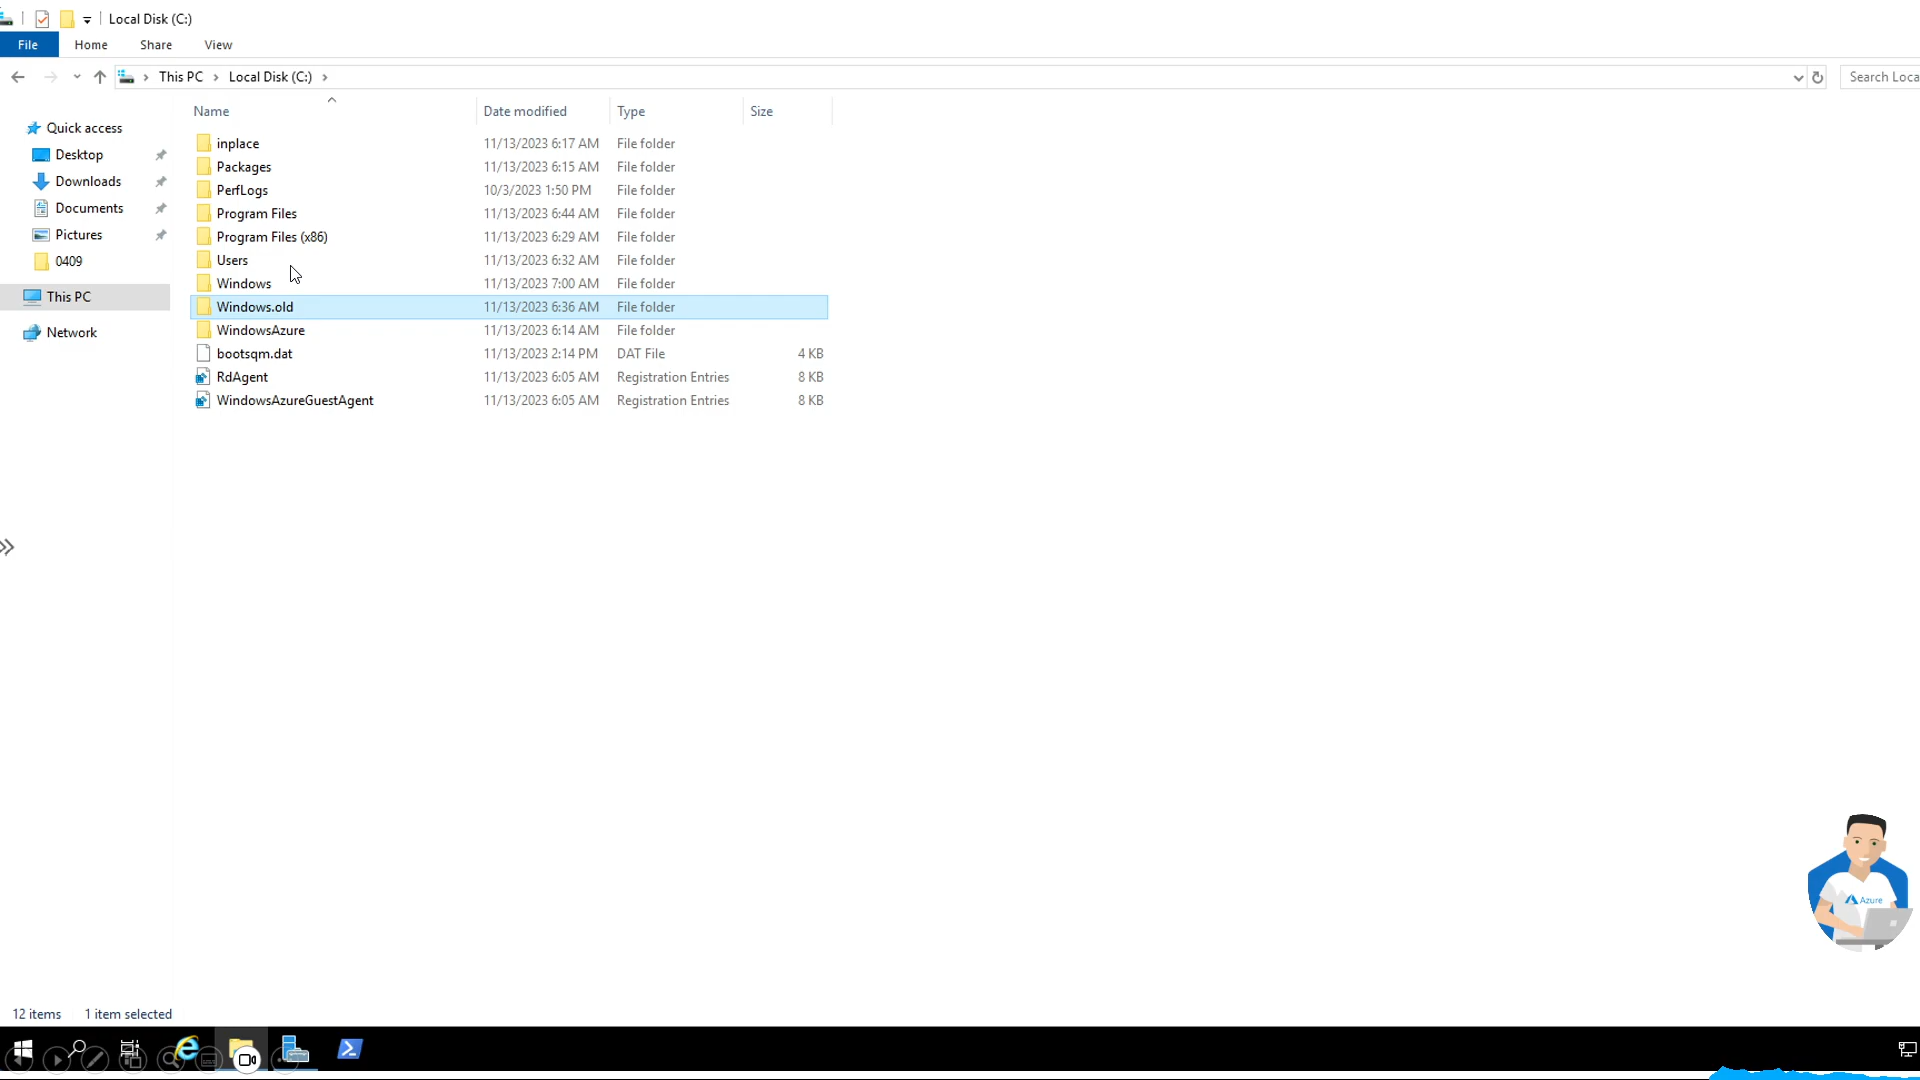 Local Disk (C:)
File Home Share View
This PC Local Disk (C:) Search Loca
Name Date modified Type Size
Quick access
Desktop
Downloads
Documents
Pictures
0409
This PC
Network
inplace 11/13/2023 6:17 AM File folder
Packages 11/13/2023 6:15 AM File folder
PerfLogs 10/3/2023 1:50 PM File folder
Program Files 11/13/2023 6:44 AM File folder
Program Files (x86) 11/13/2023 6:29 AM File folder
Users 11/13/2023 6:32 AM File folder
Windows 11/13/2023 7:00 AM File folder
Windows.old 11/13/2023 6:36 AM File folder
WindowsAzure 11/13/2023 6:14 AM File folder
bootsqm.dat 11/13/2023 2:14 PM DAT File 4 KB
RdAgent 11/13/2023 6:05 AM Registration Entries 8 KB
WindowsAzureGuestAgent 11/13/2023 6:05 AM Registration Entries 8 KB
Azure
12 items 1 item selected